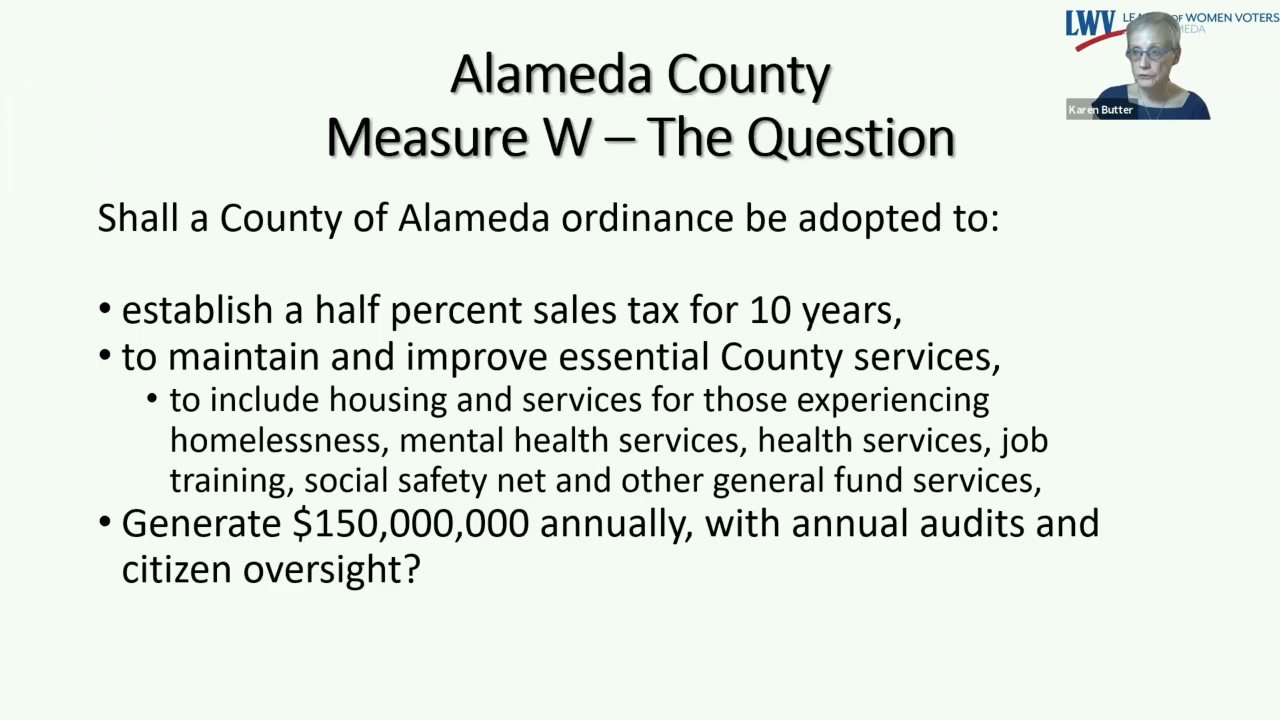 LWV
OF WOMEN VOTERS
Karen Butter
Alameda County
Measure W – The Question
Shall a County of Alameda ordinance be adopted to:
• establish a half percent sales tax for 10 years,
• to maintain and improve essential County services,
• to include housing and services for those experiencing
homelessness, mental health services, health services, job
training, social safety net and other general fund services,
• Generate $150,000,000 annually, with annual audits and
citizen oversight?